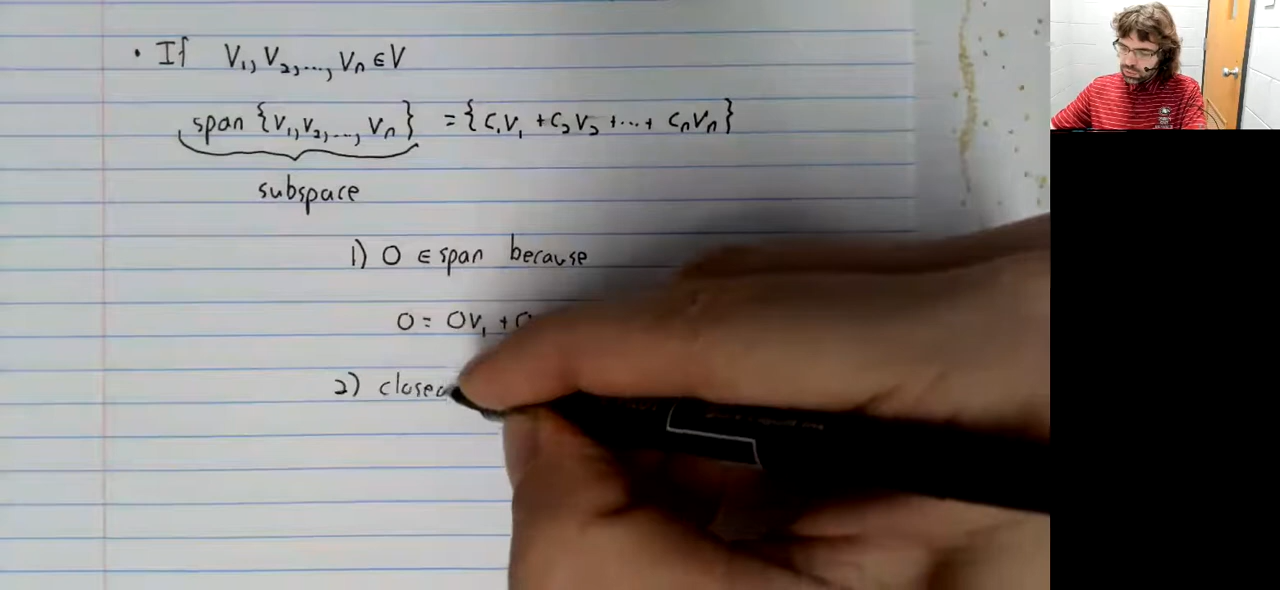 · If V₁, V₂, ..., Vₙ ∈ V
span {V₁, V₂, ..., Vₙ} = {C₁V₁ + C₂V₂ + ... + CₙVₙ}
subspace
1) 0 ∈ span because
0 = 0V₁ +
2)